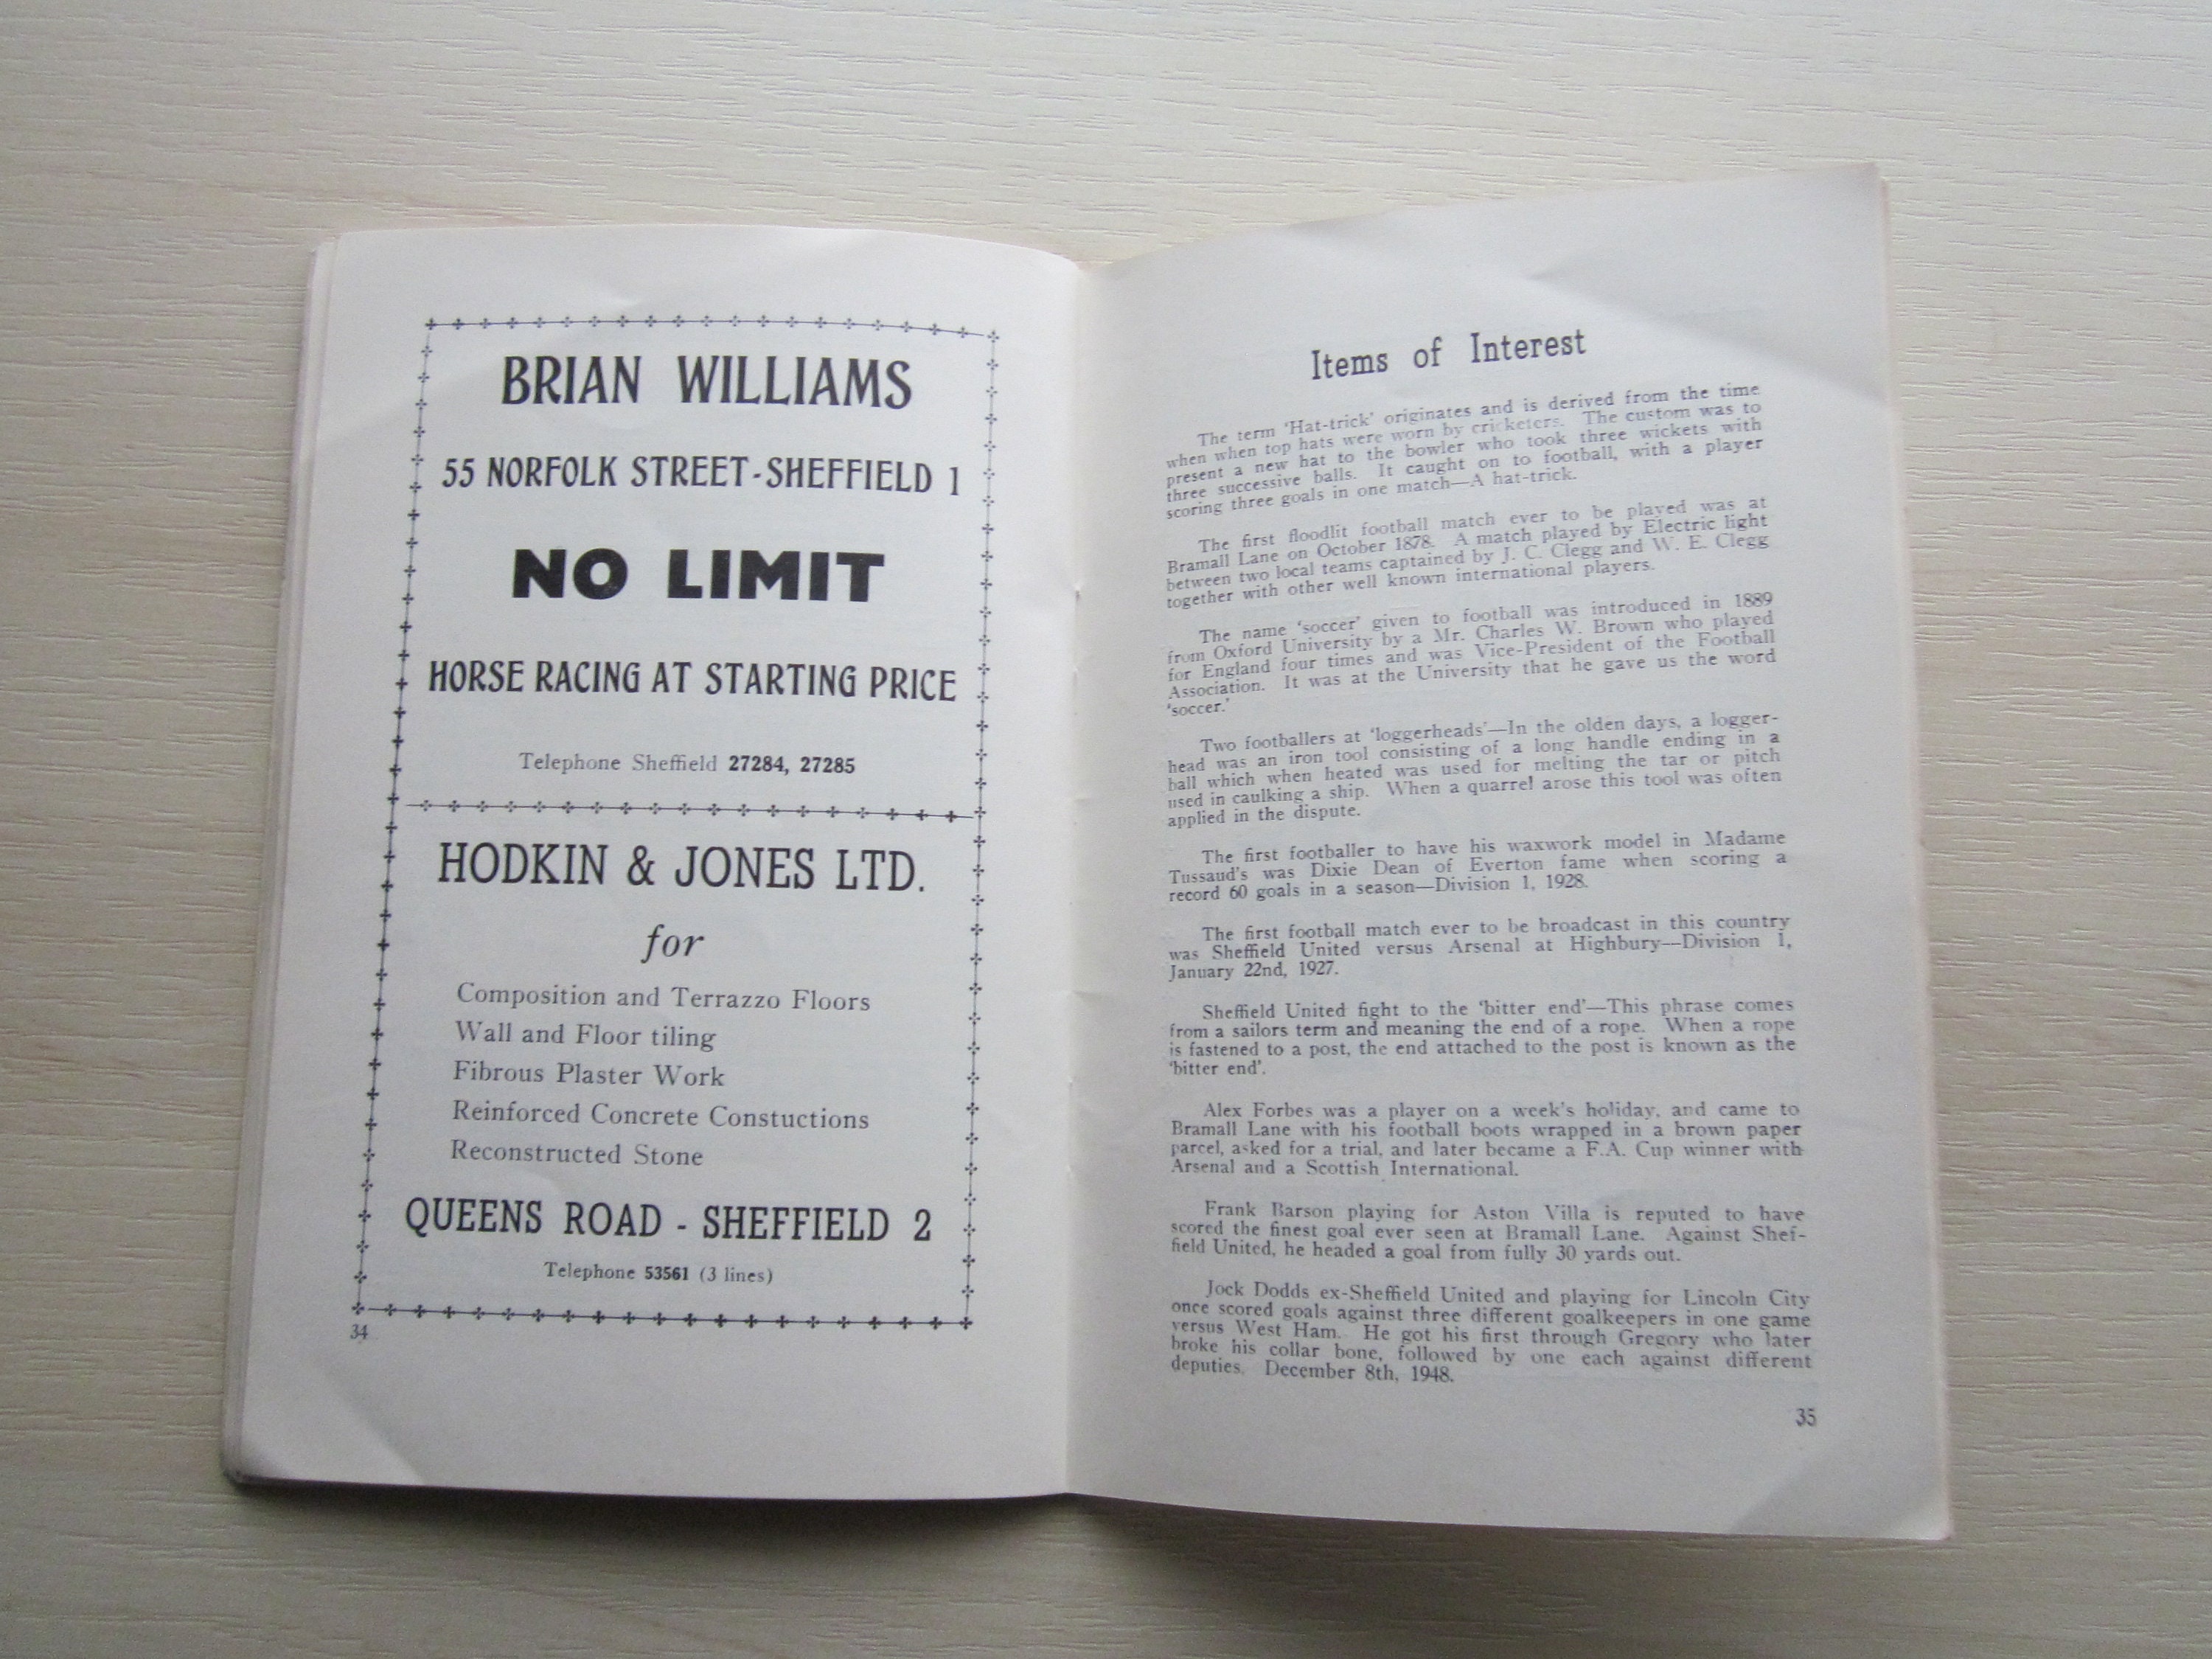 BRIAN WILLIAMS
55 NORFOLK STREET-SHEFFIELD 1
NO LIMIT
HORSE RACING AT STARTING PRICE
Telephone Sheffield 27284, 27285
HODKIN & JONES LTD.
for
Composition and Terrazzo Floors
Wall and Floor tiling
Fibrous Plaster Work
Reinforced Concrete Constuctions
Reconstructed Stone
QUEENS ROAD - SHEFFIELD 2
Telephone 53561 (3 lines)
34
Items of Interest
The term 'Hat-trick' originates and is derived from the time
when when top hats were worn by cricketers. The custom was to
present a new hat to the bowler who took three wickets with
three successive balls. It caught on to football, with a player
scoring three goals in one match—A hat-trick.
The first floodlit football match ever to be played was at
Bramall Lane on October 1878. A match played by Electric light
between two local teams captained by J. C. Clegg and W. E. Clegg
together with other well known international players.
The name 'soccer' given to football was introduced in 1889
from Oxford University by a Mr. Charles W. Brown who played
for England four times and was Vice-President of the Football
Association. It was at the University that he gave us the word
'soccer.'
Two footballers at 'loggerheads'—In the olden days, a logger-
head was an iron tool consisting of a long handle ending in a
ball which when heated was used for melting the tar or pitch
used in caulking a ship. When a quarrel arose this tool was often
applied in the dispute.
The first footballer to have his waxwork model in Madame
Tussaud's was Dixie Dean of Everton fame when scoring a
record 60 goals in a season—Division 1, 1928.
The first football match ever to be broadcast in this country
was Sheffield United versus Arsenal at Highbury—Division 1,
January 22nd, 1927.
Sheffield United fight to the 'bitter end'—This phrase comes
from a sailors term and meaning the end of a rope. When a rope
is fastened to a post, the end attached to the post is known as the
'bitter end'.
Alex Forbes was a player on a week's holiday, and came to
Bramall Lane with his football boots wrapped in a brown paper
parcel, asked for a trial, and later became a F.A. Cup winner with
Arsenal and a Scottish International.
Frank Barson playing for Aston Villa is reputed to have
scored the finest goal ever seen at Bramall Lane. Against Shef-
field United, he headed a goal from fully 30 yards out.
Jock Dodds ex-Sheffield United and playing for Lincoln City
once scored goals against three different goalkeepers in one game
versus West Ham. He got his first through Gregory who later
broke his collar bone, followed by one each against different
deputies. December 8th, 1948.
35